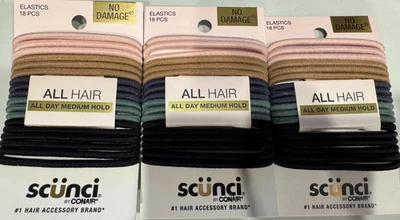 ELASTICS
18 PCS
NO
DAMAGE
ALL HAIR
ALL DAY MEDIUM HOLD
scünci
BY CONAIR
#1 HAIR ACCESSORY BRAND*
ELASTICS
18 PCS
NO
DAMAGE
ALL HAIR
ALL DAY MEDIUM HOLD
scünci
BY CONAIR
#1 HAIR ACCESSORY BRAND*
ELASTICS
18 PCS
NO
DAMAGE
ALL HAIR
ALL DAY MEDIUM HOLD
scünci
BY CONAIR
#1 HAIR ACCESSORY BRAND*